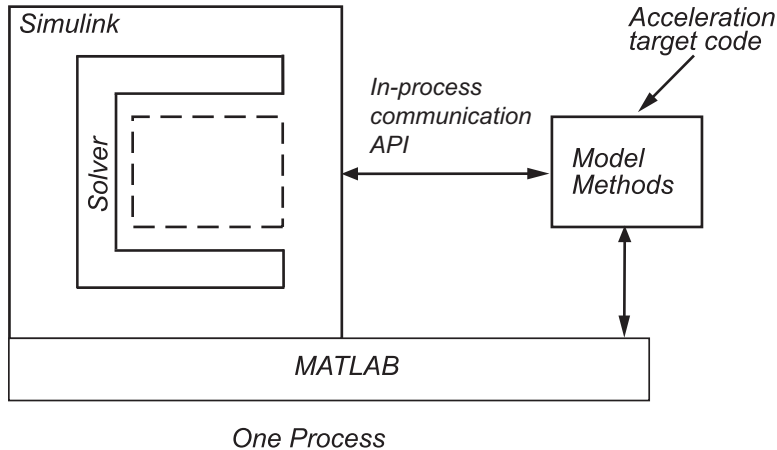 Simulink
Acceleration
target code
In-process
communication
API
Solver
Model
Methods
MATLAB
One Process